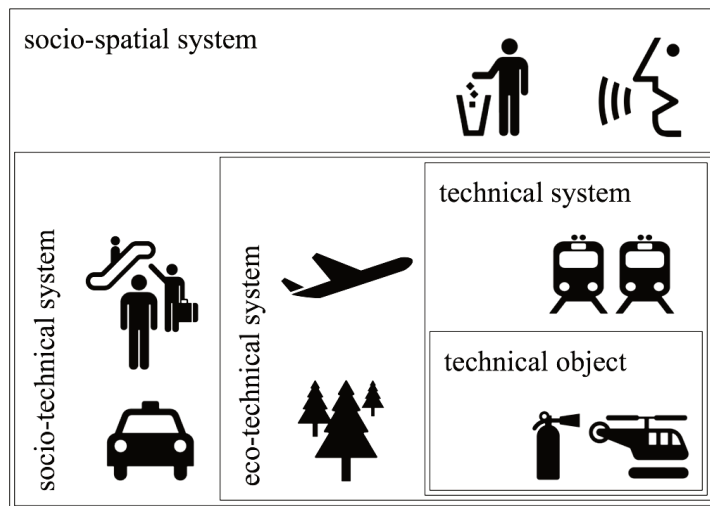 socio-spatial system
socio-technical system
eco-technical system
technical system
technical object